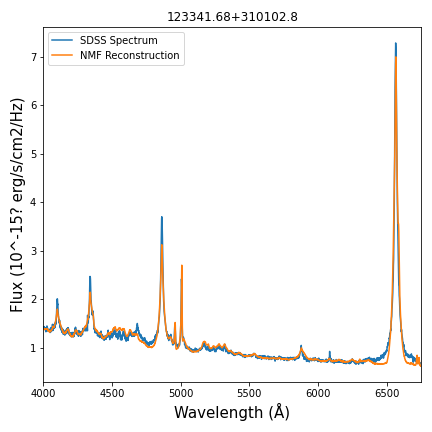 123341.68+310102.8
SDSS Spectrum
NMF Reconstruction
Flux (10^-15? erg/s/cm2/Hz)
7
6
5
4
3
2
1
4000 4500 5000 5500 6000 6500
Wavelength (Å)